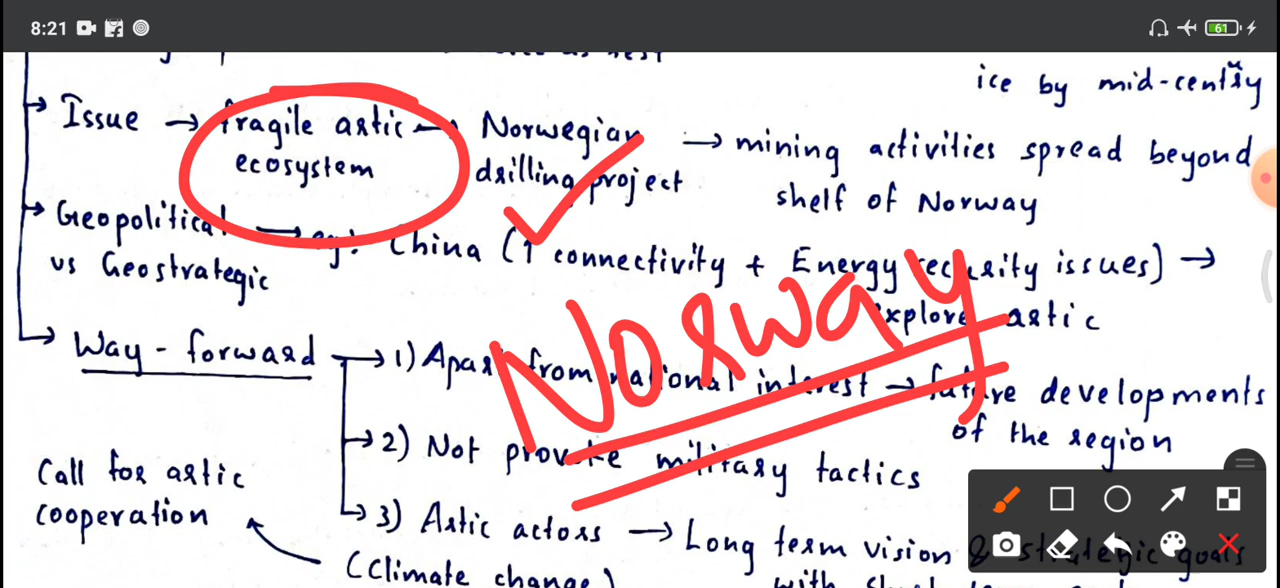 8:21
61
ice by mid-century
Issue → fragile artic → Norwegian → mining activities spread beyond
ecosystem drilling project shelf of Norway
Geopolitical → eg: China (↑ connectivity + Energy security issues) →
vs Geostrategic explore artic
Norway
Way-forward → 1) Apart from national interest → future developments
of the region
→ 2) Not provoke military tactics
Call for artic
cooperation
→ 3) Artic actors → Long term vision & strategic goals
(Climate change)